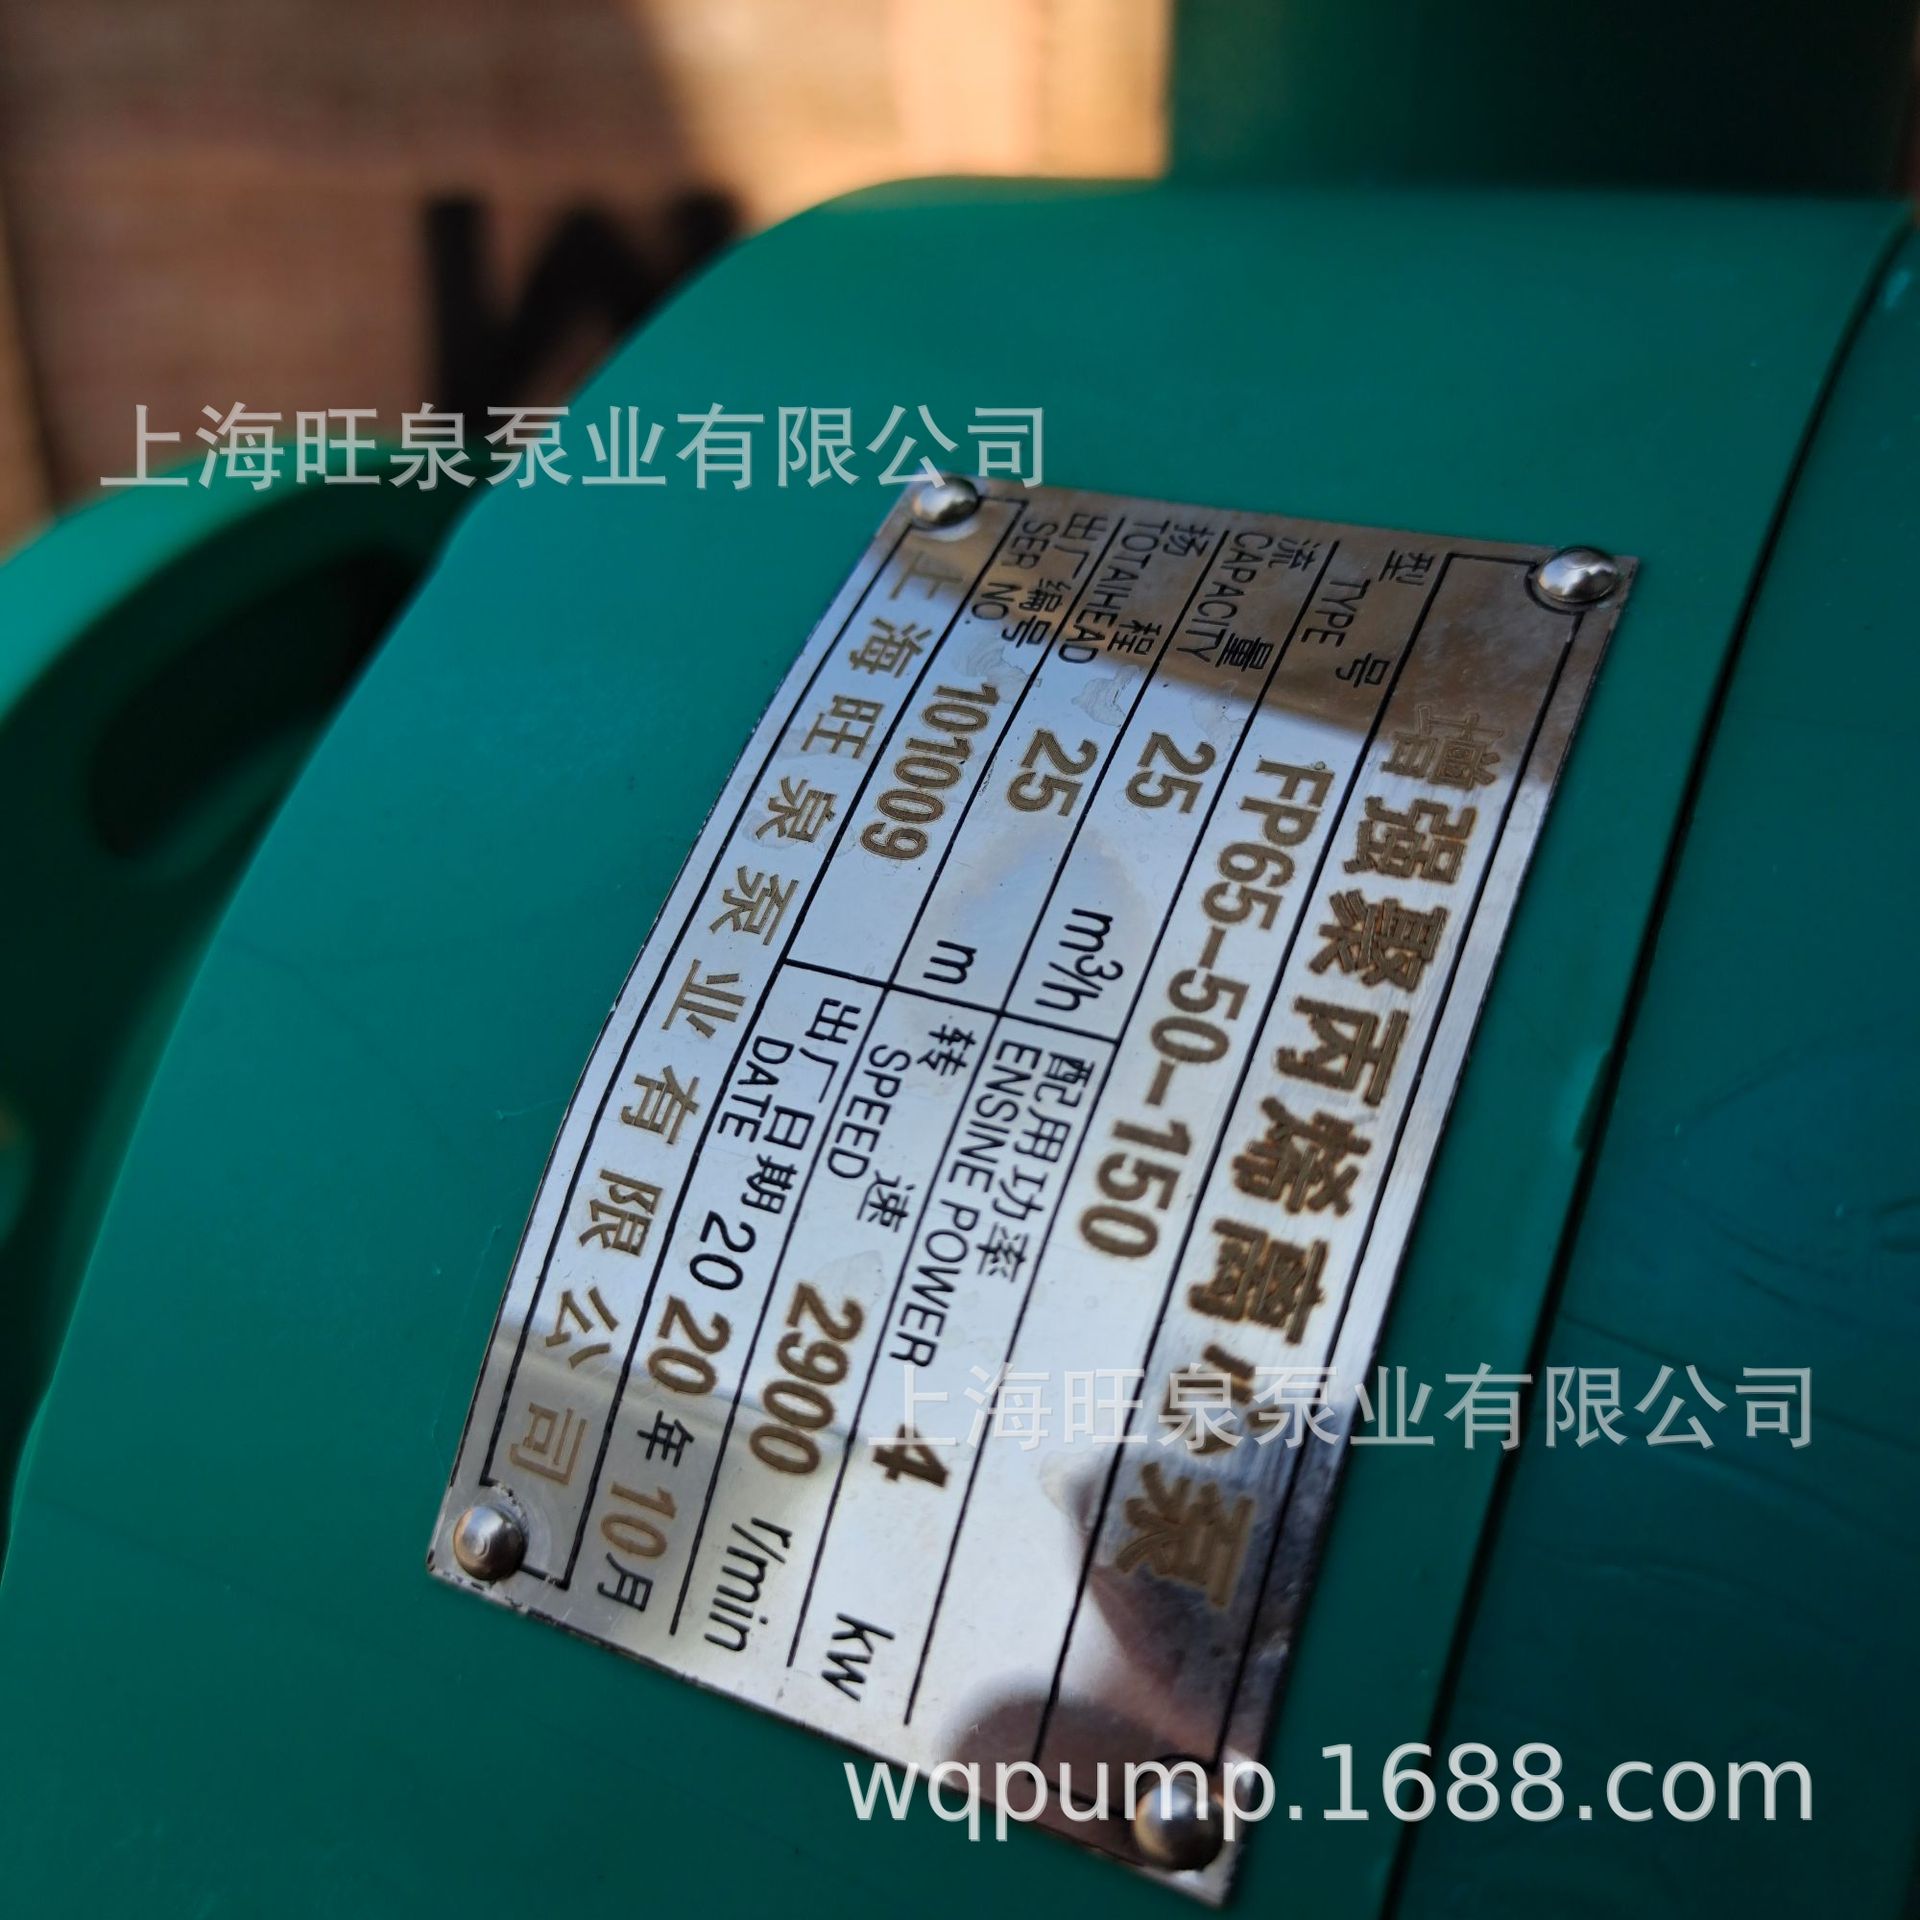 上海旺泉泵业有限公司
增强聚丙烯离心泵
型号 FP65-50-150
TYPE
流量 25 m³/h 配用功率 4 kw
CAPACITY ENSINE POWER
扬程 25 m 转速 2900 r/min
TOTAIHEAD SPEED
出厂编号 101009 出厂日期 2020年10月
SER NO. DATE
上海旺泉泵业有限公司
上海旺泉泵业有限公司
wqpump.1688.com